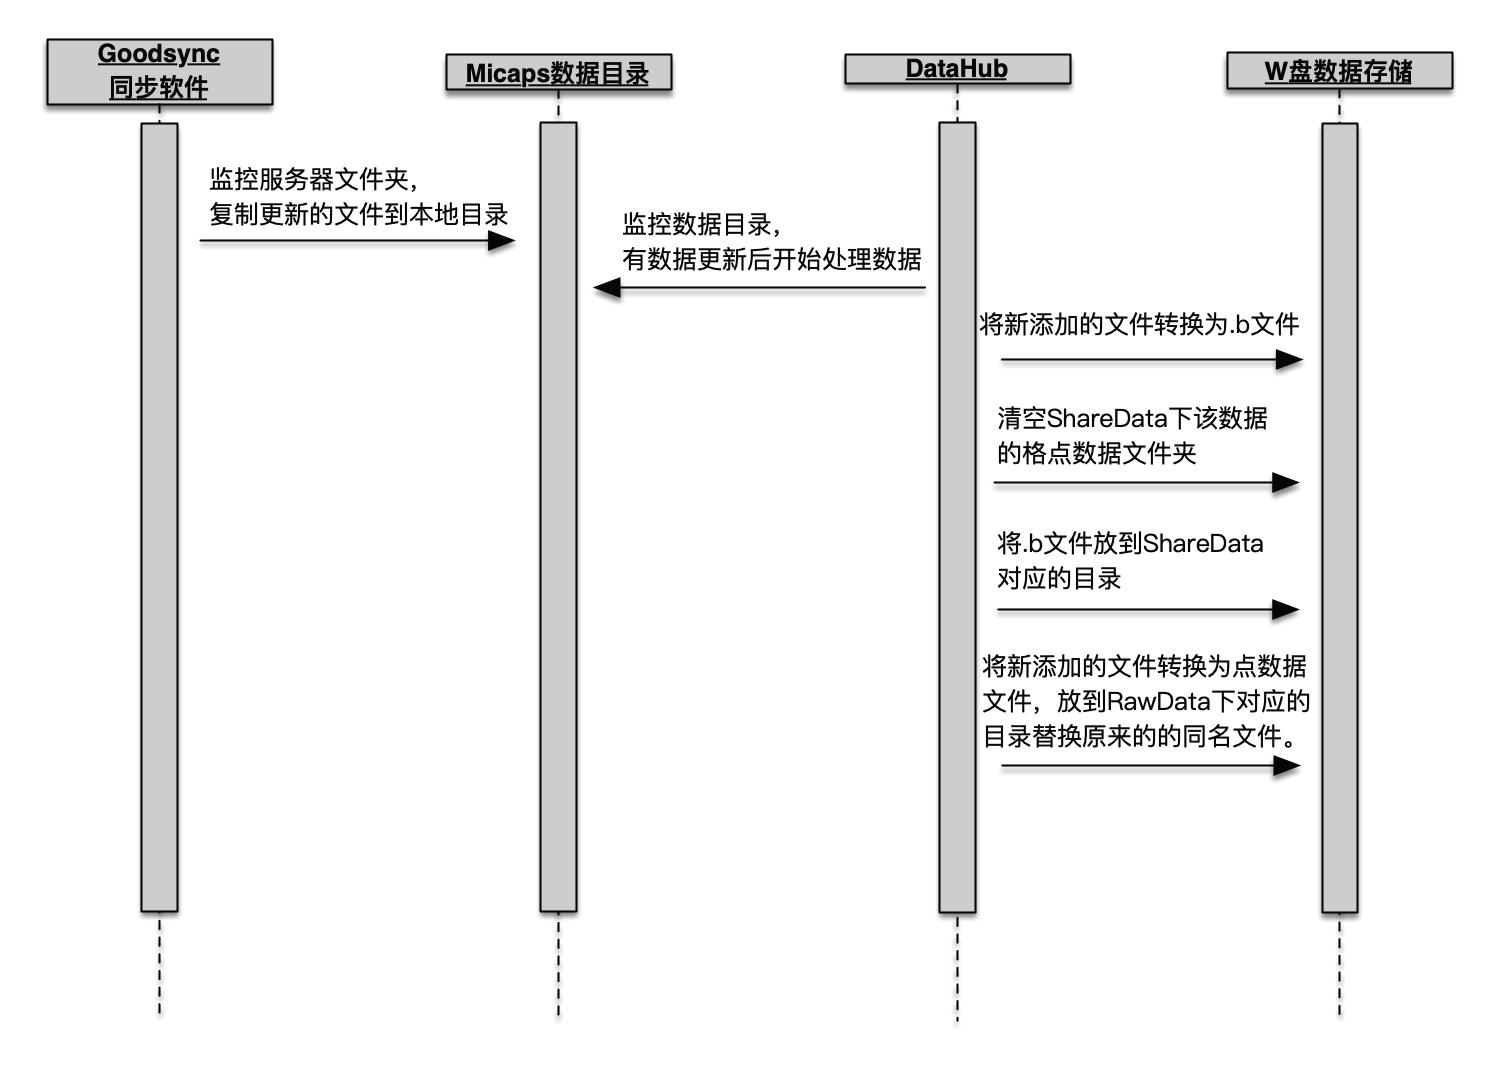 Goodsync
同步软件
Micaps数据目录
DataHub
W盘数据存储
监控服务器文件夹，
复制更新的文件到本地目录
监控数据目录，
有数据更新后开始处理数据
将新添加的文件转换为.b文件
清空ShareData下该数据
的格点数据文件夹
将.b文件放到ShareData
对应的目录
将新添加的文件转换为点数据
文件，放到RawData下对应的
目录替换原来的的同名文件。